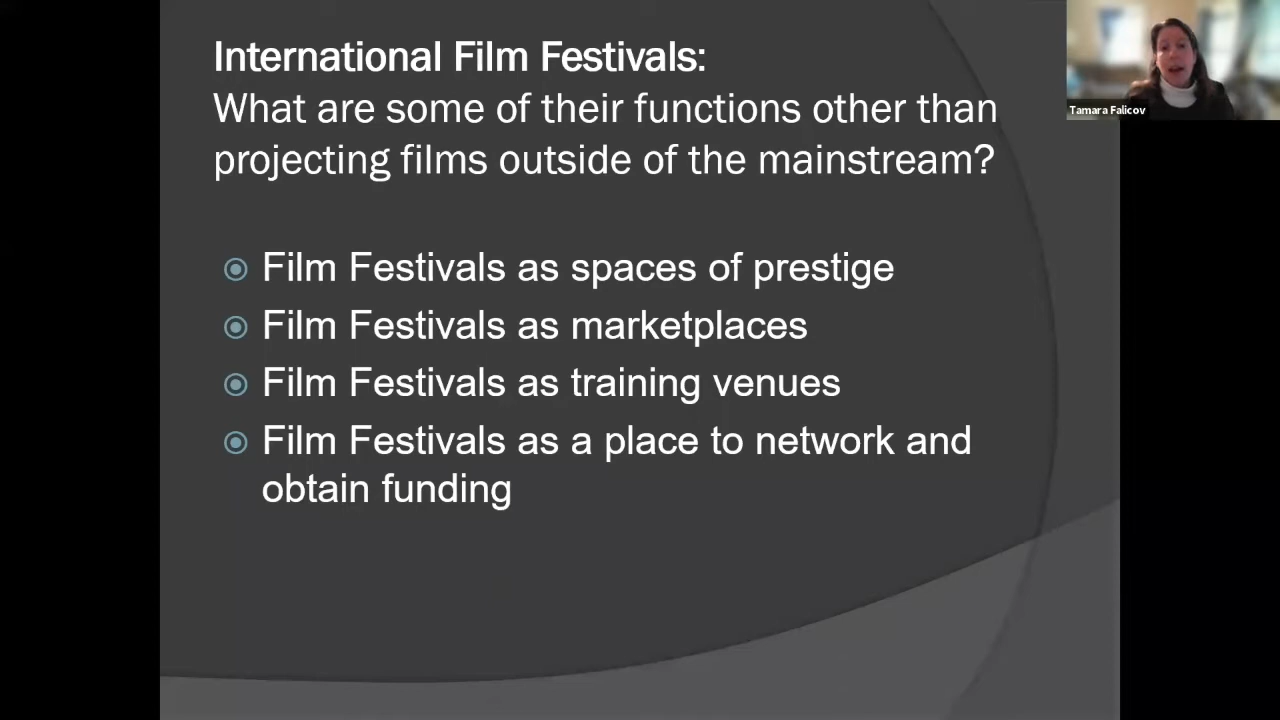 International Film Festivals:
What are some of their functions other than
projecting films outside of the mainstream?
Film Festivals as spaces of prestige
Film Festivals as marketplaces
Film Festivals as training venues
Film Festivals as a place to network and
obtain funding
Tamara Falicov